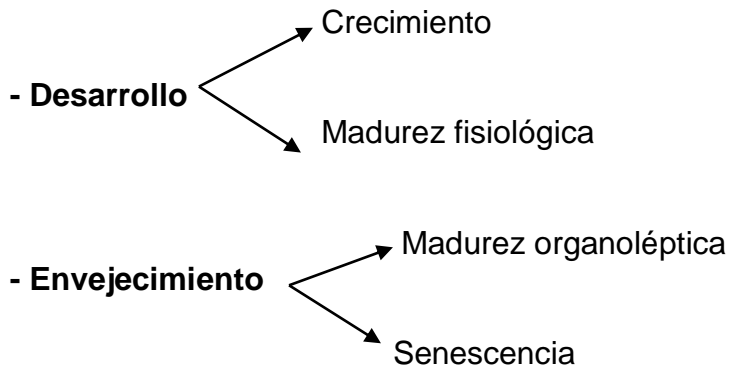 Crecimiento
- Desarrollo
Madurez fisiológica
Madurez organoléptica
- Envejecimiento
Senescencia